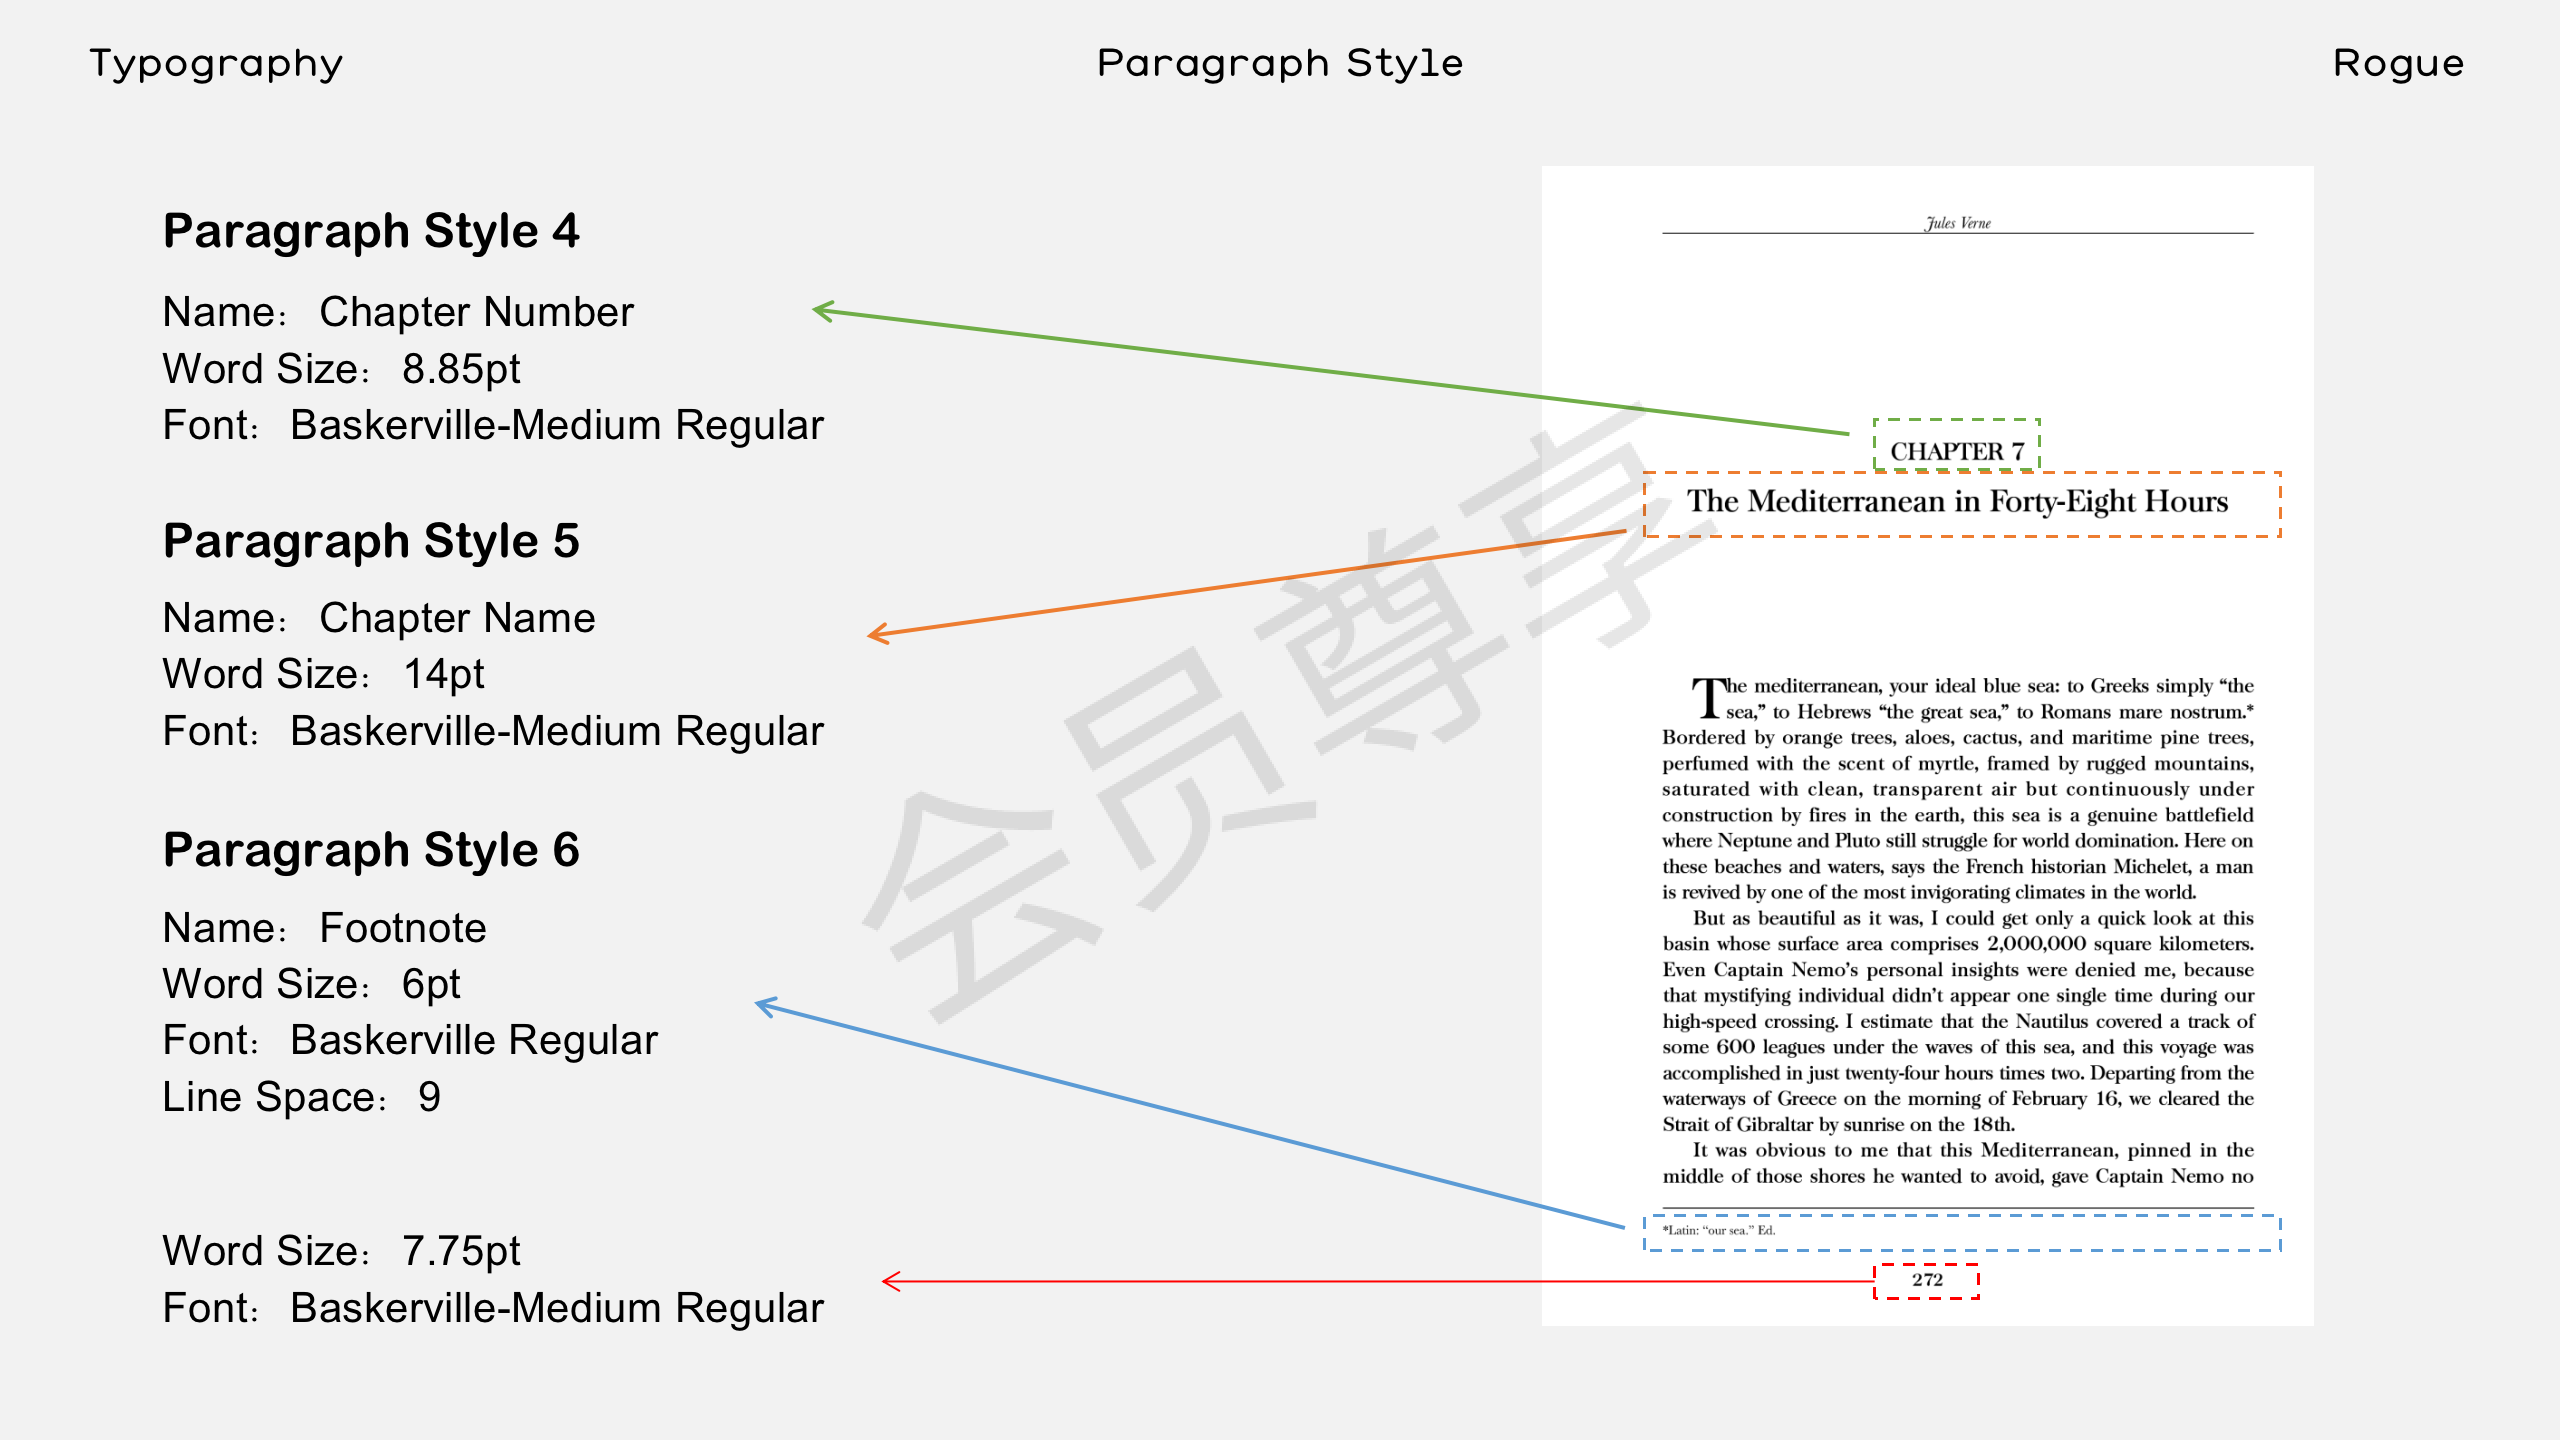 Typography
Paragraph Style
Rogue
Paragraph Style 4
Name： Chapter Number
Word Size： 8.85pt
Font： Baskerville-Medium Regular
Paragraph Style 5
Name： Chapter Name
Word Size： 14pt
Font： Baskerville-Medium Regular
Paragraph Style 6
Name： Footnote
Word Size： 6pt
Font： Baskerville Regular
Line Space： 9
Word Size： 7.75pt
Font： Baskerville-Medium Regular
会员尊享
Jules Verne
CHAPTER 7
The Mediterranean in Forty-Eight Hours
The mediterranean, your ideal blue sea: to Greeks simply “the
sea,” to Hebrews “the great sea,” to Romans mare nostrum.*
Bordered by orange trees, aloes, cactus, and maritime pine trees,
perfumed with the scent of myrtle, framed by rugged mountains,
saturated with clean, transparent air but continuously under
construction by fires in the earth, this sea is a genuine battlefield
where Neptune and Pluto still struggle for world domination. Here on
these beaches and waters, says the French historian Michelet, a man
is revived by one of the most invigorating climates in the world.
But as beautiful as it was, I could get only a quick look at this
basin whose surface area comprises 2,000,000 square kilometers.
Even Captain Nemo’s personal insights were denied me, because
that mystifying individual didn’t appear one single time during our
high-speed crossing. I estimate that the Nautilus covered a track of
some 600 leagues under the waves of this sea, and this voyage was
accomplished in just twenty-four hours times two. Departing from the
waterways of Greece on the morning of February 16, we cleared the
Strait of Gibraltar by sunrise on the 18th.
It was obvious to me that this Mediterranean, pinned in the
middle of those shores he wanted to avoid, gave Captain Nemo no
*Latin: “our sea.” Ed.
272